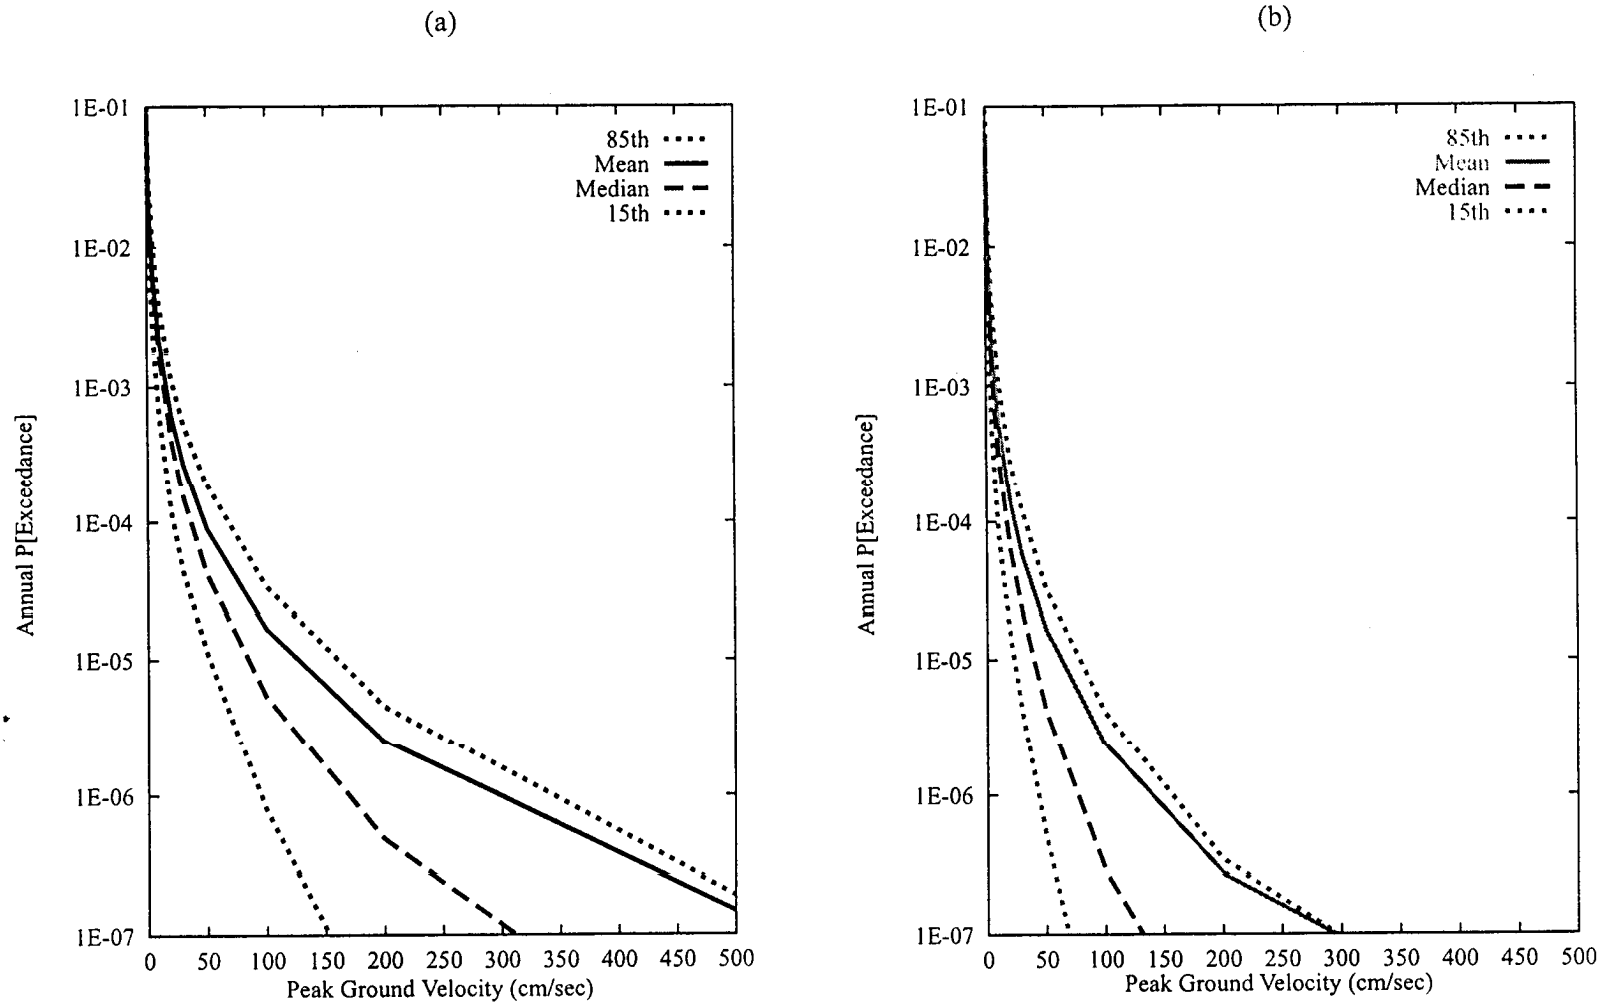 (a)
1E-01
1E-02
1E-03
1E-04
1E-05
1E-06
1E-07
Annual P[Exceedance]
85th
Mean
Median
15th
0 50 100 150 200 250 300 350 400 450 500
Peak Ground Velocity (cm/sec)
(b)
1E-01
1E-02
1E-03
1E-04
1E-05
1E-06
1E-07
Annual P[Exceedance]
85th
Mean
Median
15th
0 50 100 150 200 250 300 350 400 450 500
Peak Ground Velocity (cm/sec)